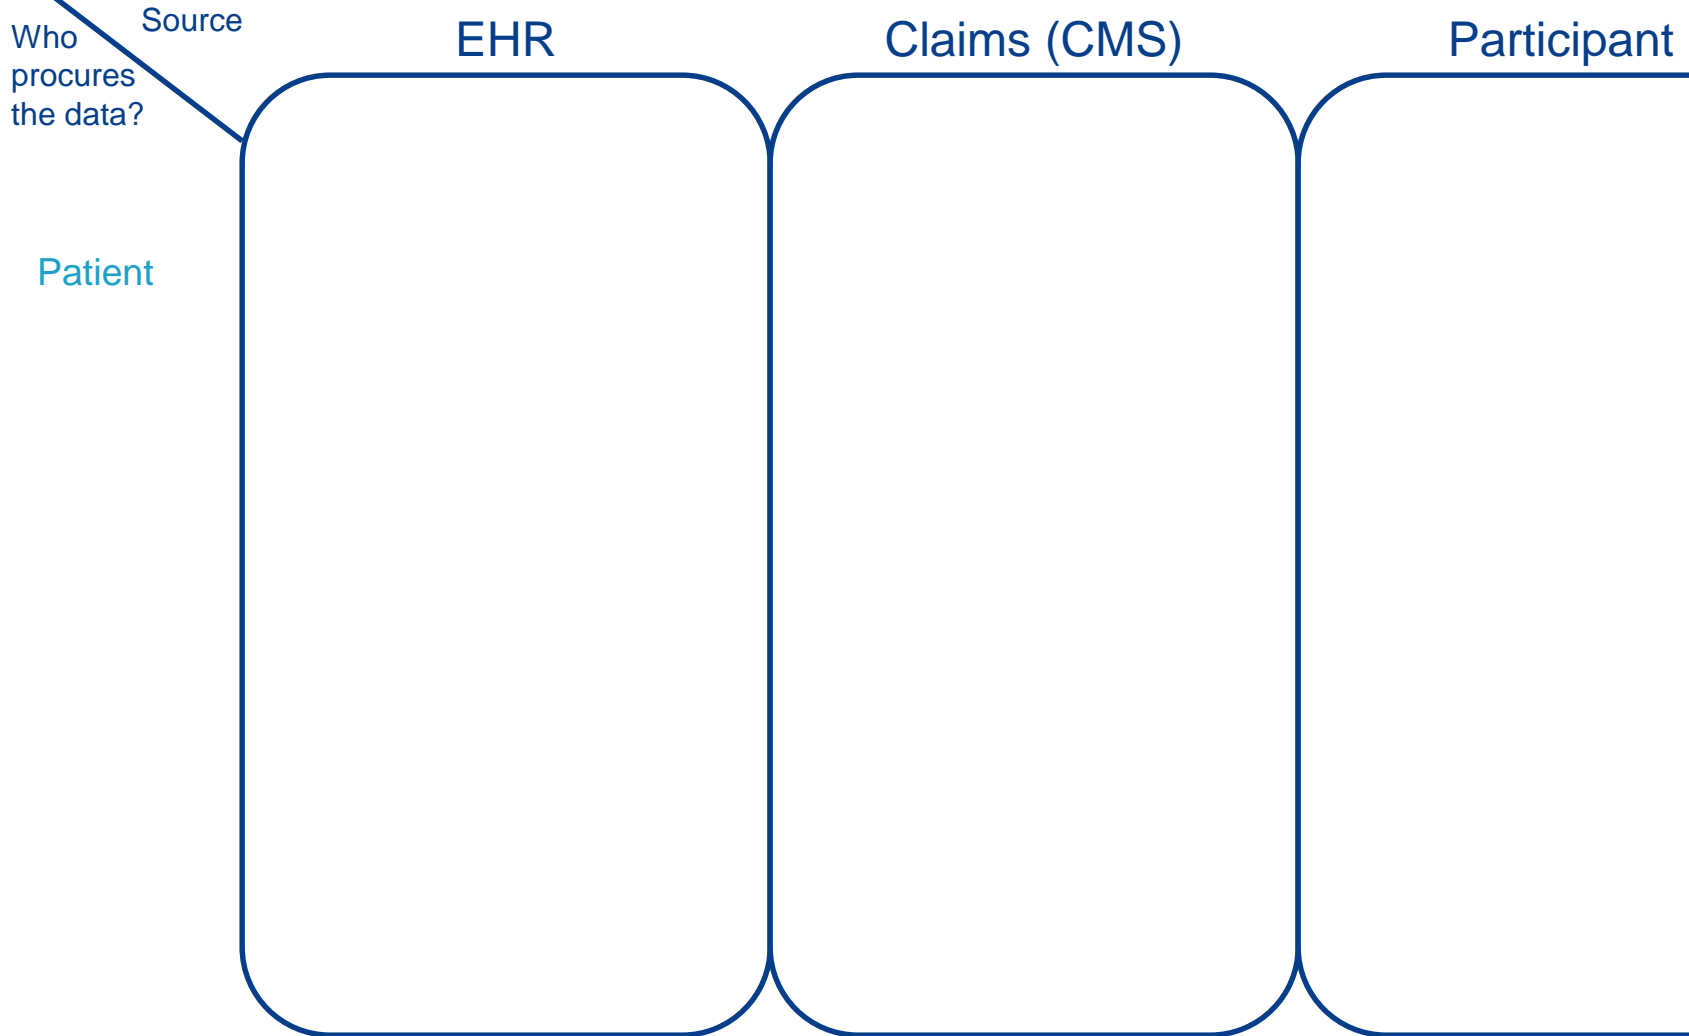 Source
Who
procures
the data?
EHR
Claims (CMS)
Participant
Patient